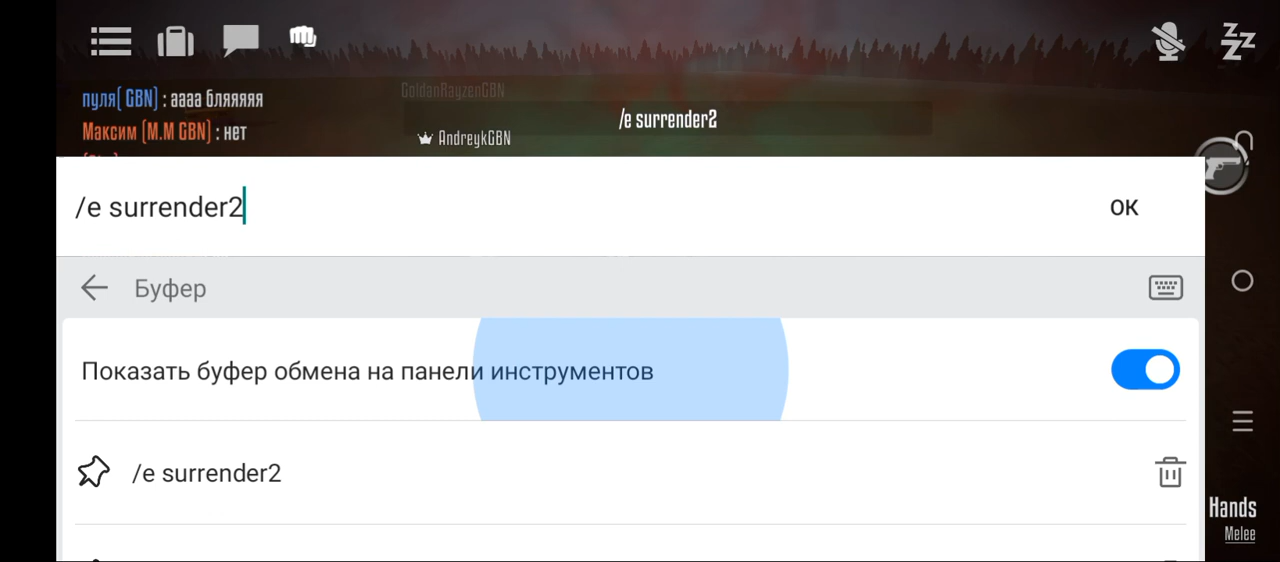 GoldanRayzenGBN
пуля( GBN) : аааа бляяяяя
/e surrender2
Максим (M.M GBN) : нет
AndreykGBN
/e surrender2
ОК
Буфер
Показать буфер обмена на панели инструментов
/e surrender2
Hands
Melee